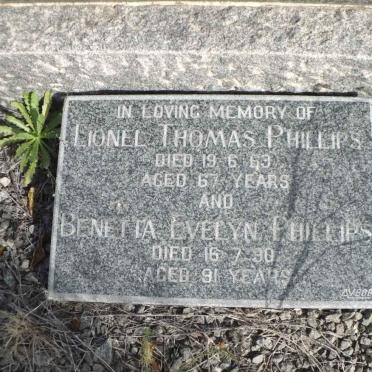 IN LOVING MEMORY OF
LIONEL THOMAS PHILLIPS
DIED 19·6·63
AGED 67 YEARS
AND
BENETTA EVELYN PHILLIPS
DIED 16·7·90
AGED 91 YEARS